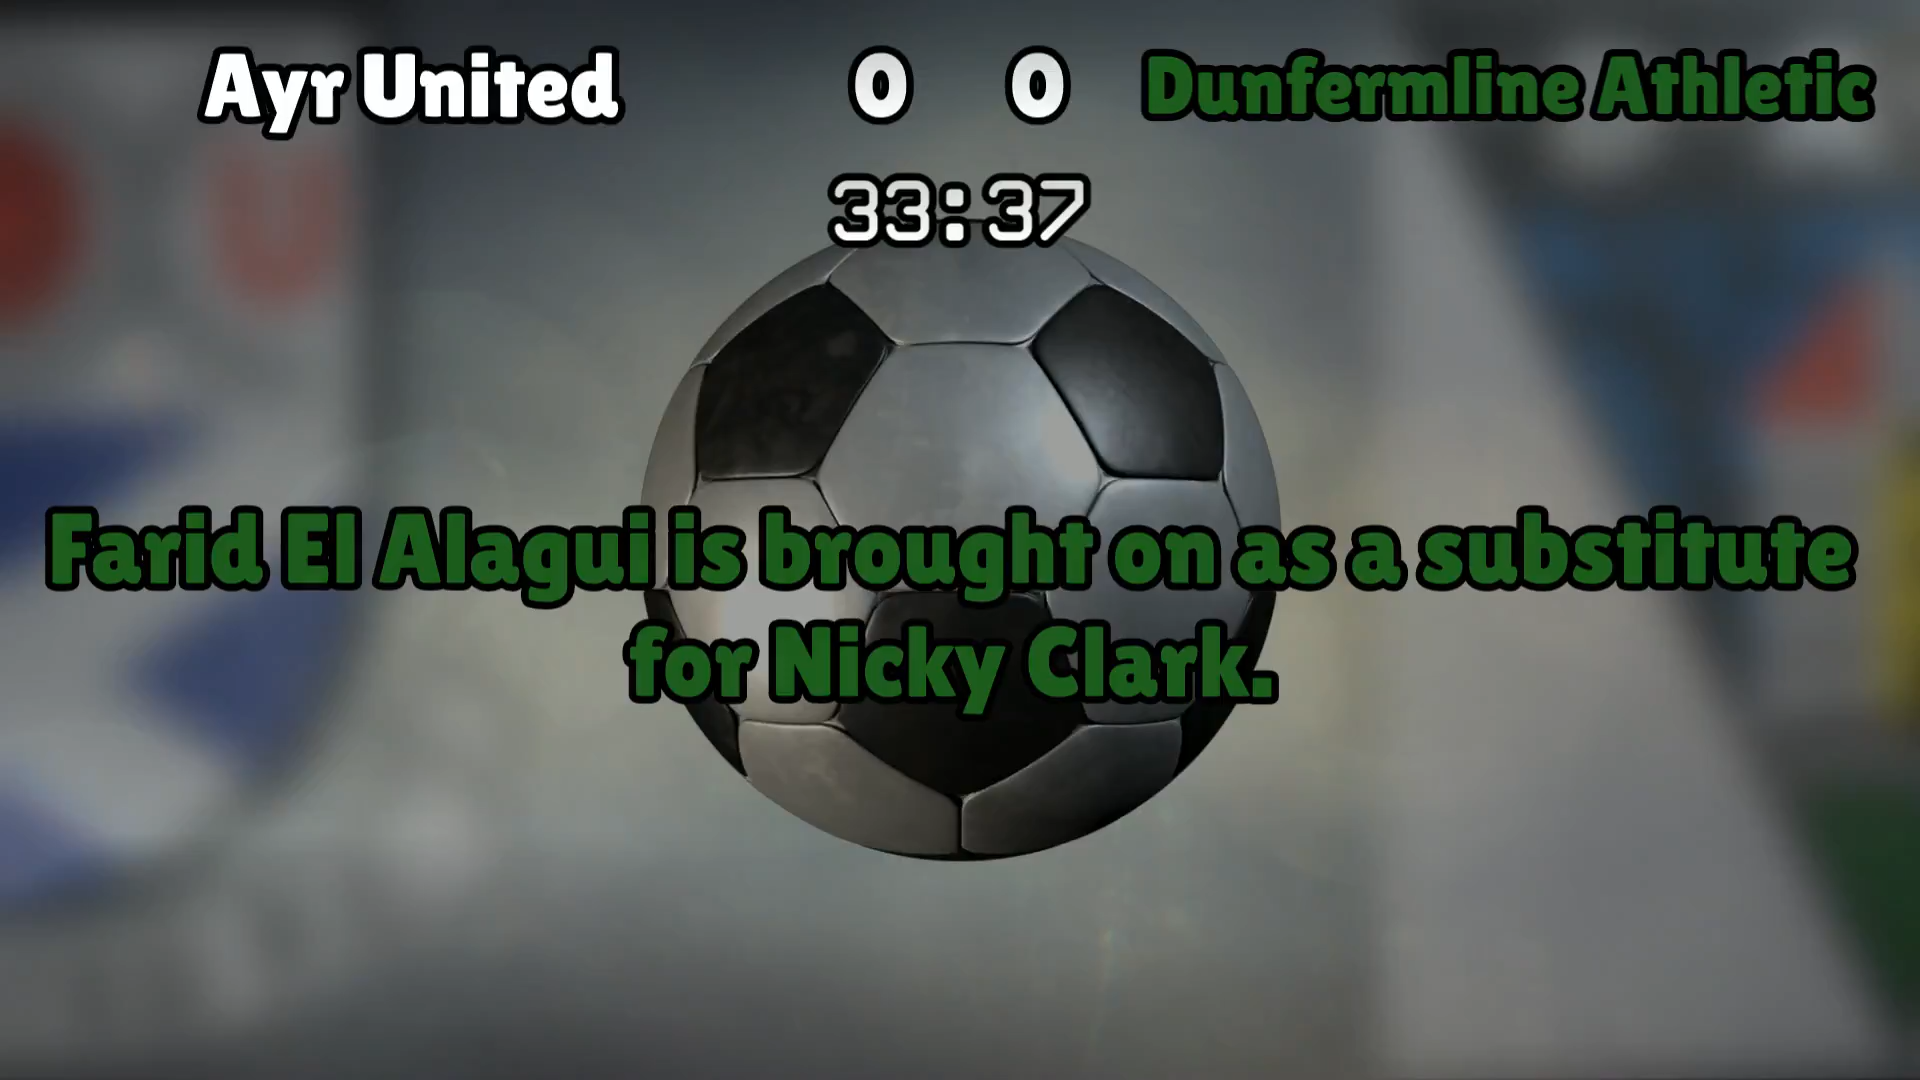 Ayr United 0 0 Dunfermline Athletic
33:37
Farid El Alagui is brought on as a substitute
for Nicky Clark.